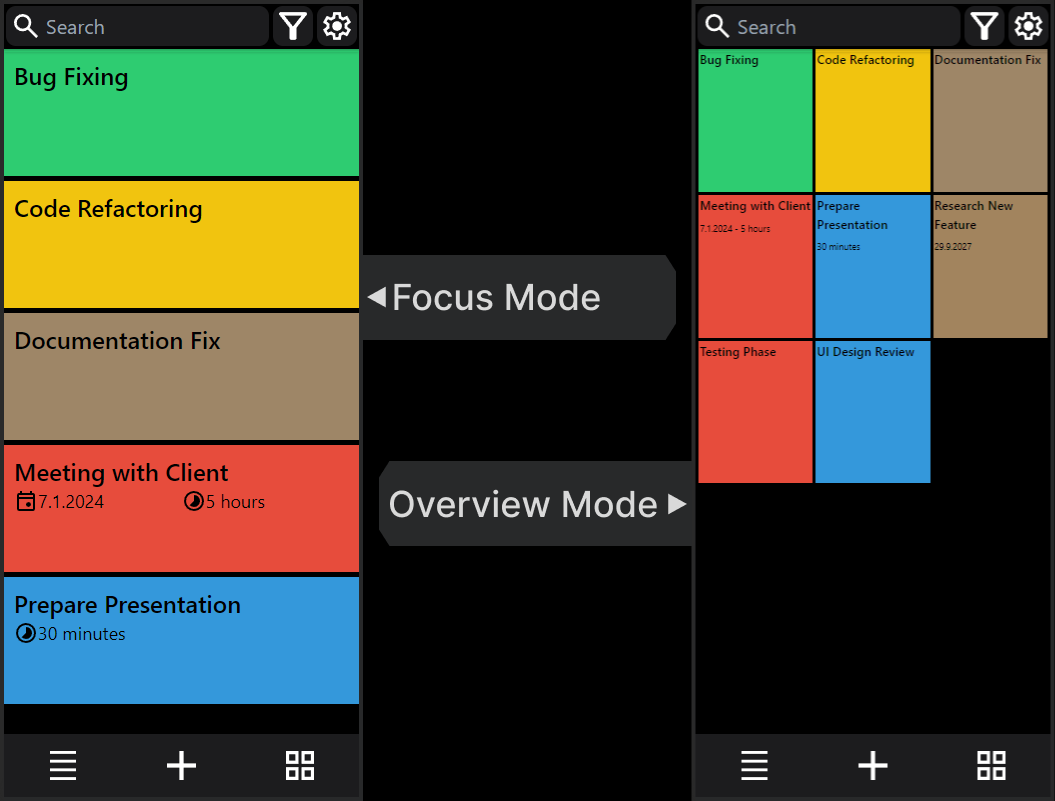 Search
Bug Fixing
Code Refactoring
Documentation Fix
Meeting with Client
7.1.2024 5 hours
Prepare Presentation
30 minutes
Focus Mode
Overview Mode
Search
Bug Fixing Code Refactoring Documentation Fix
Meeting with Client
7.1.2024 - 5 hours
Prepare
Presentation
30 minutes
Research New
Feature
29.9.2027
Testing Phase UI Design Review